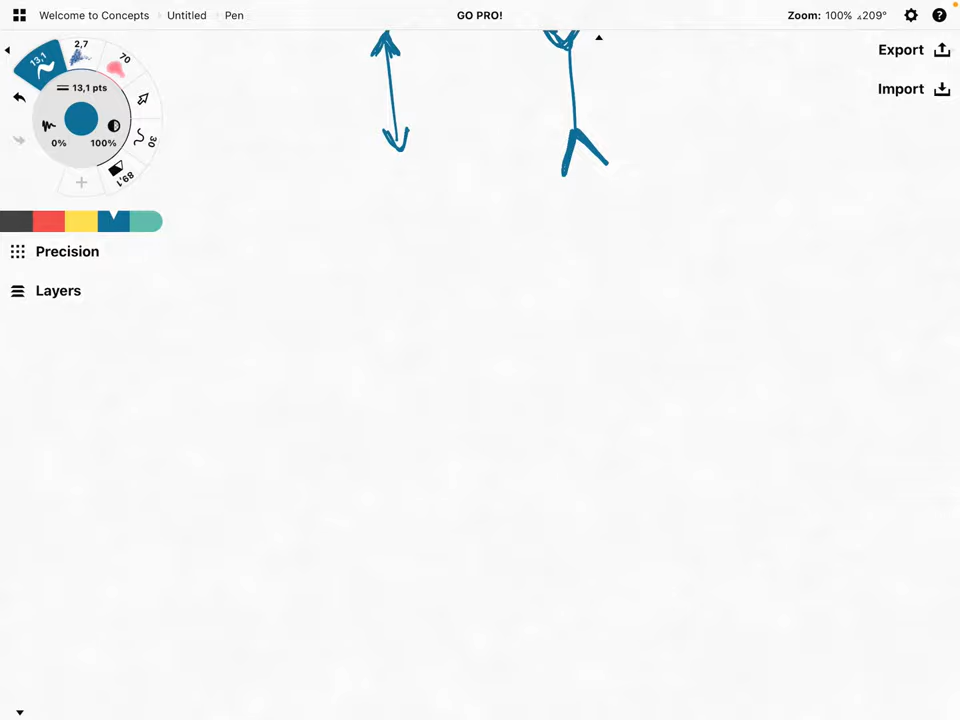 Welcome to Concepts Untitled Pen GO PRO! Zoom: 100% ⦞209°
Export
Import
13,1
2,7
70
13,1 pts
0%
100%
30
89,1
Precision
Layers